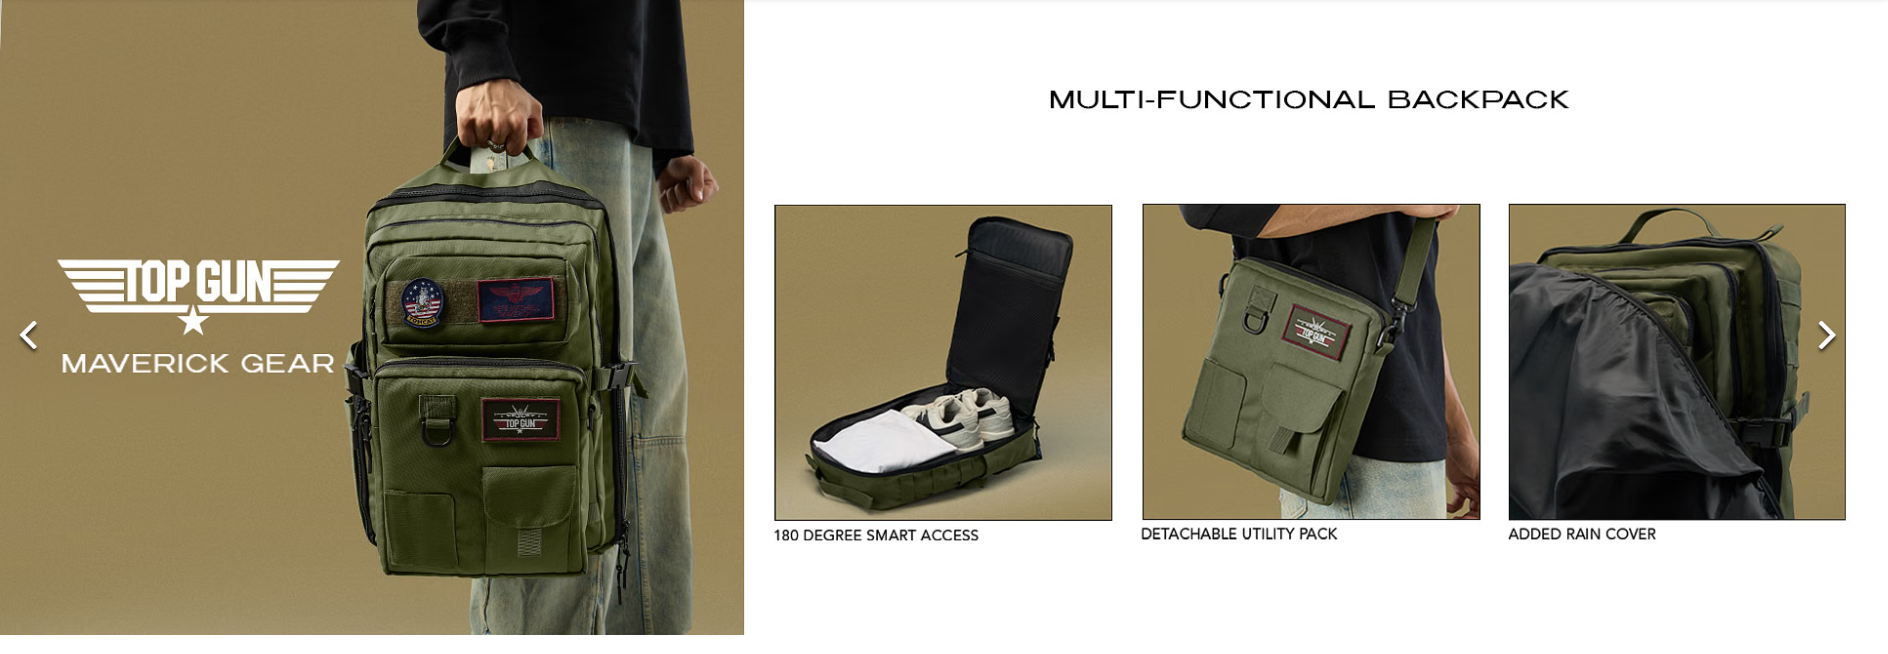 TOP GUN
MAVERICK GEAR
TOMCAT
TOP GUN
MULTI-FUNCTIONAL BACKPACK
TOP GUN
180 DEGREE SMART ACCESS
DETACHABLE UTILITY PACK
ADDED RAIN COVER